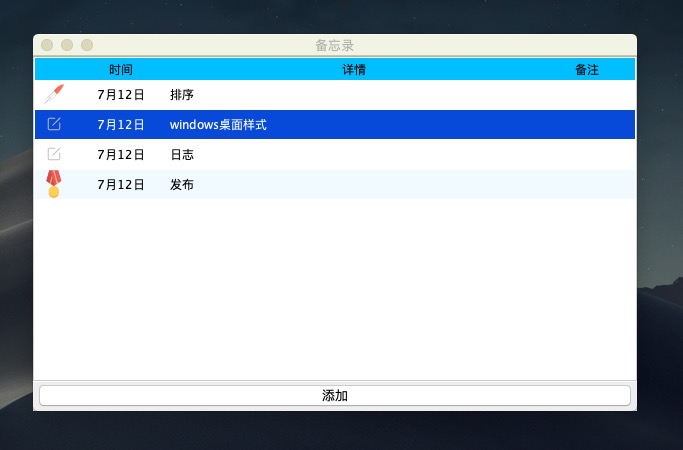 备忘录
时间 详情 备注
7月12日 排序
7月12日 windows桌面样式
7月12日 日志
7月12日 发布
添加